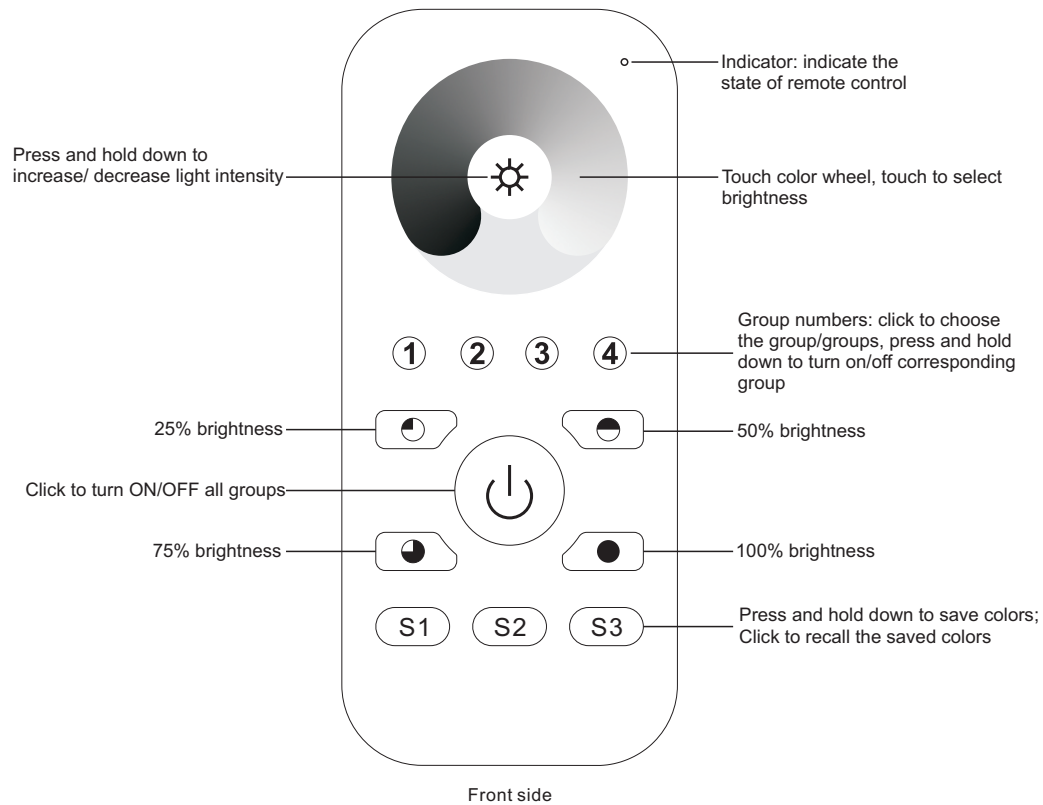 Indicator: indicate the
state of remote control
Press and hold down to
increase/ decrease light intensity
Touch color wheel, touch to select
brightness
Group numbers: click to choose
the group/groups, press and hold
down to turn on/off corresponding
group
1 2 3 4
25% brightness
50% brightness
Click to turn ON/OFF all groups
75% brightness
100% brightness
S1 S2 S3
Press and hold down to save colors;
Click to recall the saved colors
Front side